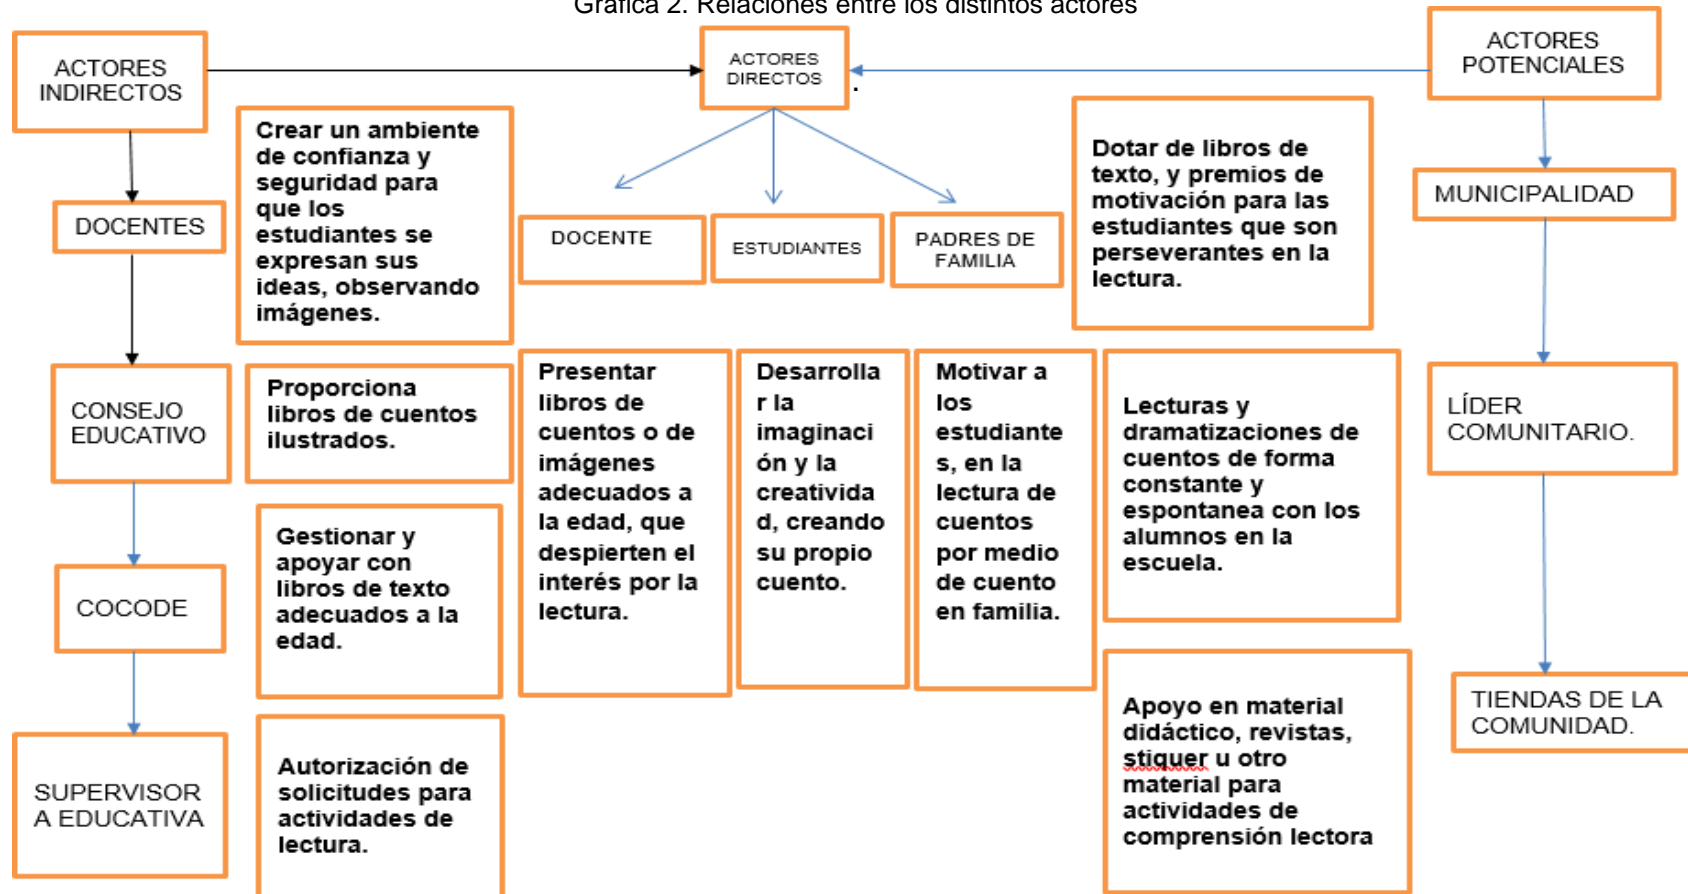 Gráfica 2. Relaciones entre los distintos actores
ACTORES
INDIRECTOS
ACTORES
DIRECTOS
.
ACTORES
POTENCIALES
Crear un ambiente
de confianza y
seguridad para
que los
estudiantes se
expresan sus
ideas, observando
imágenes.
Dotar de libros de
texto, y premios de
motivación para las
estudiantes que son
perseverantes en la
lectura.
DOCENTES
DOCENTE
ESTUDIANTES
PADRES DE
FAMILIA
MUNICIPALIDAD
CONSEJO
EDUCATIVO
Proporciona
libros de cuentos
ilustrados.
Presentar
libros de
cuentos o de
imágenes
adecuados a
la edad, que
despierten el
interés por la
lectura.
Desarrolla
r la
imaginaci
ón y la
creativida
d, creando
su propio
cuento.
Motivar a
los
estudiante
s, en la
lectura de
cuentos
por medio
de cuento
en familia.
Lecturas y
dramatizaciones de
cuentos de forma
constante y
espontanea con los
alumnos en la
escuela.
LÍDER
COMUNITARIO.
COCODE
Gestionar y
apoyar con
libros de texto
adecuados a la
edad.
SUPERVISOR
A EDUCATIVA
Autorización de
solicitudes para
actividades de
lectura.
Apoyo en material
didáctico, revistas,
stiquer u otro
material para
actividades de
comprensión lectora
TIENDAS DE LA
COMUNIDAD.